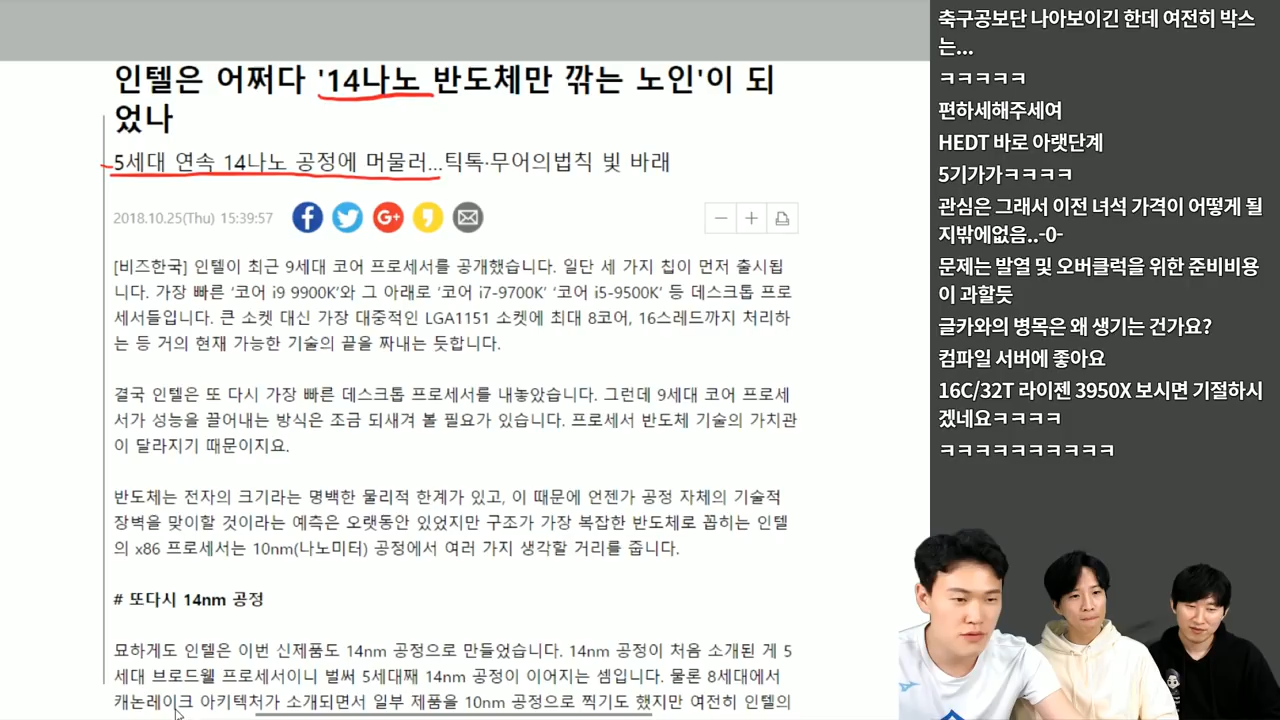 인텔은 어쩌다 '14나노 반도체만 깎는 노인'이 되
었나
5세대 연속 14나노 공정에 머물러...틱톡·무어의법칙 빛 바래
2018.10.25(Thu) 15:39:57
[비즈한국] 인텔이 최근 9세대 코어 프로세서를 공개했습니다. 일단 세 가지 칩이 먼저 출시됩
니다. 가장 빠른 ‘코어 i9 9900K’와 그 아래로 ‘코어 i7-9700K’ ‘코어 i5-9500K’ 등 데스크톱 프로
세서들입니다. 큰 소켓 대신 가장 대중적인 LGA1151 소켓에 최대 8코어, 16스레드까지 처리하
는 등 거의 현재 가능한 기술의 끝을 짜내는 듯합니다.
결국 인텔은 또 다시 가장 빠른 데스크톱 프로세서를 내놓았습니다. 그런데 9세대 코어 프로세
서가 성능을 끌어내는 방식은 조금 되새겨 볼 필요가 있습니다. 프로세서 반도체 기술의 가치관
이 달라지기 때문이지요.
반도체는 전자의 크기라는 명백한 물리적 한계가 있고, 이 때문에 언젠가 공정 자체의 기술적
장벽을 맞이할 것이라는 예측은 오랫동안 있었지만 구조가 가장 복잡한 반도체로 꼽히는 인텔
의 x86 프로세서는 10nm(나노미터) 공정에서 여러 가지 생각할 거리를 줍니다.
# 또다시 14nm 공정
묘하게도 인텔은 이번 신제품도 14nm 공정으로 만들었습니다. 14nm 공정이 처음 소개된 게 5
세대 브로드웰 프로세서이니 벌써 5세대째 14nm 공정이 이어지는 셈입니다. 물론 8세대에서
캐논레이크 아키텍처가 소개되면서 일부 제품을 10nm 공정으로 찍기도 했지만 여전히 인텔의
축구공보단 나아보이긴 한데 여전히 박스
는...
ㅋㅋㅋㅋㅋ
편하세해주세여
HEDT 바로 아랫단계
5기가가ㅋㅋㅋㅋ
관심은 그래서 이전 녀석 가격이 어떻게 될
지밖에없음..-0-
문제는 발열 및 오버클럭을 위한 준비비용
이 과할듯
글카와의 병목은 왜 생기는 건가요?
컴파일 서버에 좋아요
16C/32T 라이젠 3950X 보시면 기절하시
겠네요ㅋㅋㅋㅋ
ㅋㅋㅋㅋㅋㅋㅋㅋㅋㅋ